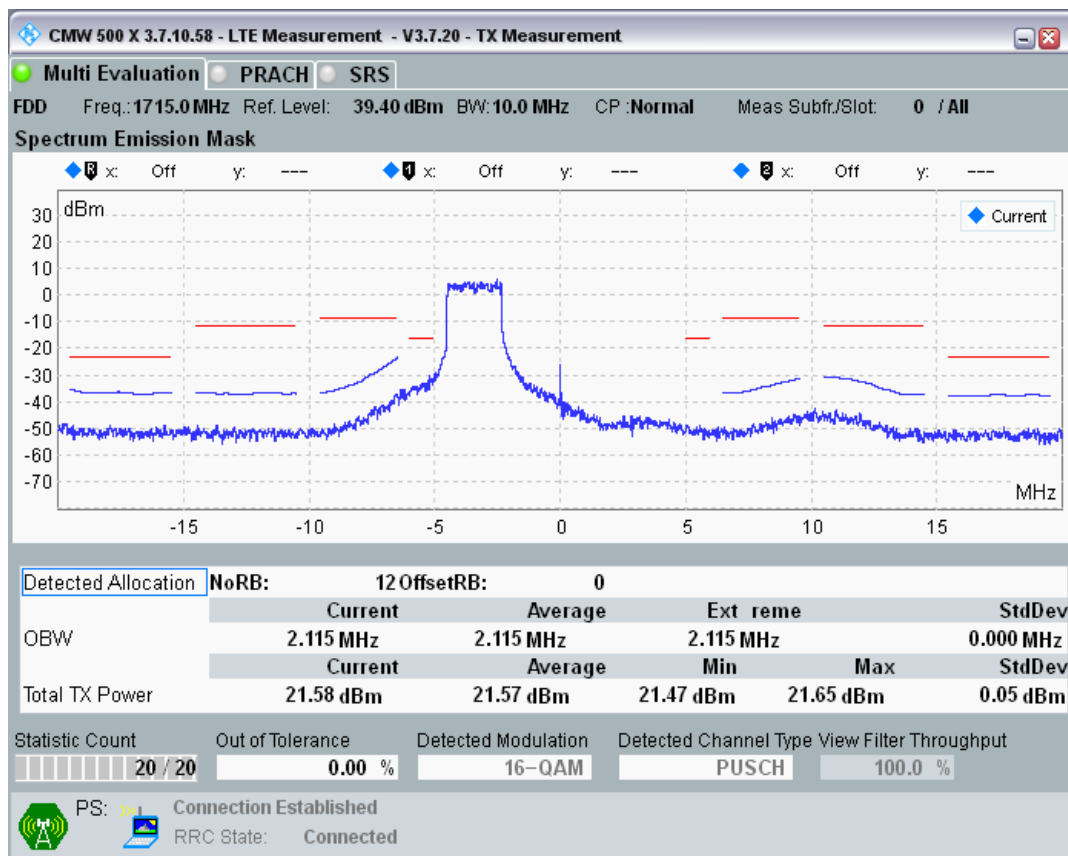 CMW 500 X 3.7.10.58 - LTE Measurement - V3.7.20 - TX Measurement
Multi Evaluation PRACH SRS
FDD Freq.: 1715.0 MHz Ref. Level: 39.40 dBm BW: 10.0 MHz CP : Normal Meas Subfr./Slot: 0 / All
Spectrum Emission Mask
R x: Off y: --- 1 x: Off y: --- 2 x: Off y: ---
dBm
Current
30
20
10
0
-10
-20
-30
-40
-50
-60
-70
MHz
-15 -10 -5 0 5 10 15
Detected Allocation NoRB: 12 OffsetRB: 0
Current Average Ext reme StdDev
OBW 2.115 MHz 2.115 MHz 2.115 MHz 0.000 MHz
Current Average Min Max StdDev
Total TX Power 21.58 dBm 21.57 dBm 21.47 dBm 21.65 dBm 0.05 dBm
Statistic Count Out of Tolerance Detected Modulation Detected Channel Type View Filter Throughput
20 / 20 0.00 % 16-QAM PUSCH 100.0 %
PS: Connection Established
RRC State: Connected